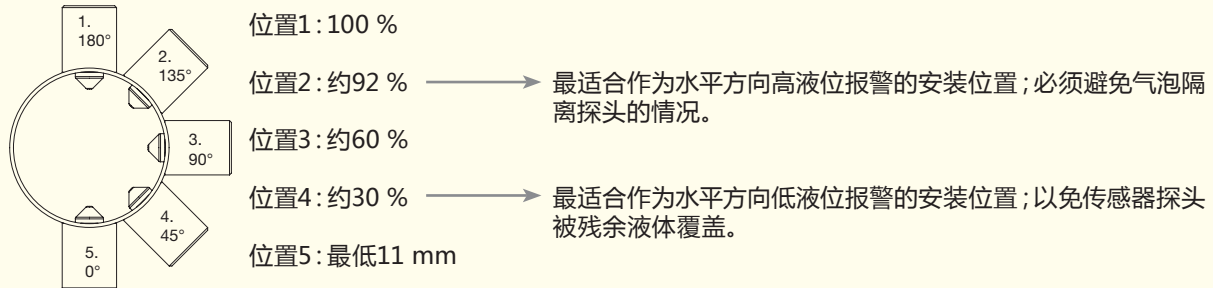 1.
180°
2.
135°
3.
90°
4.
45°
5.
0°
位置1:100 %
位置2:约92 %
最适合作为水平方向高液位报警的安装位置;必须避免气泡隔
离探头的情况。
位置3:约60 %
位置4:约30 %
最适合作为水平方向低液位报警的安装位置;以免传感器探头
被残余液体覆盖。
位置5:最低11 mm